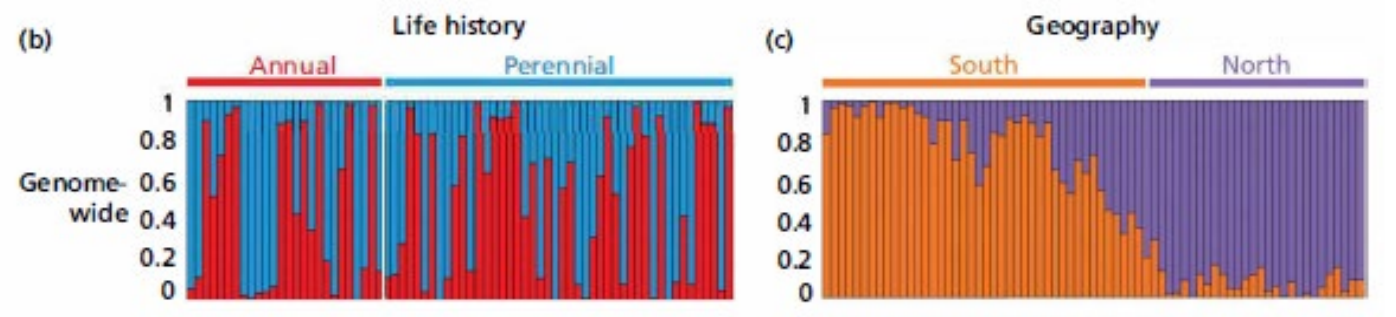 (b)
Life history
Annual
Perennial
Genome-
wide
1
0.8
0.6
0.4
0.2
0
(c)
Geography
South
North
1
0.8
0.6
0.4
0.2
0